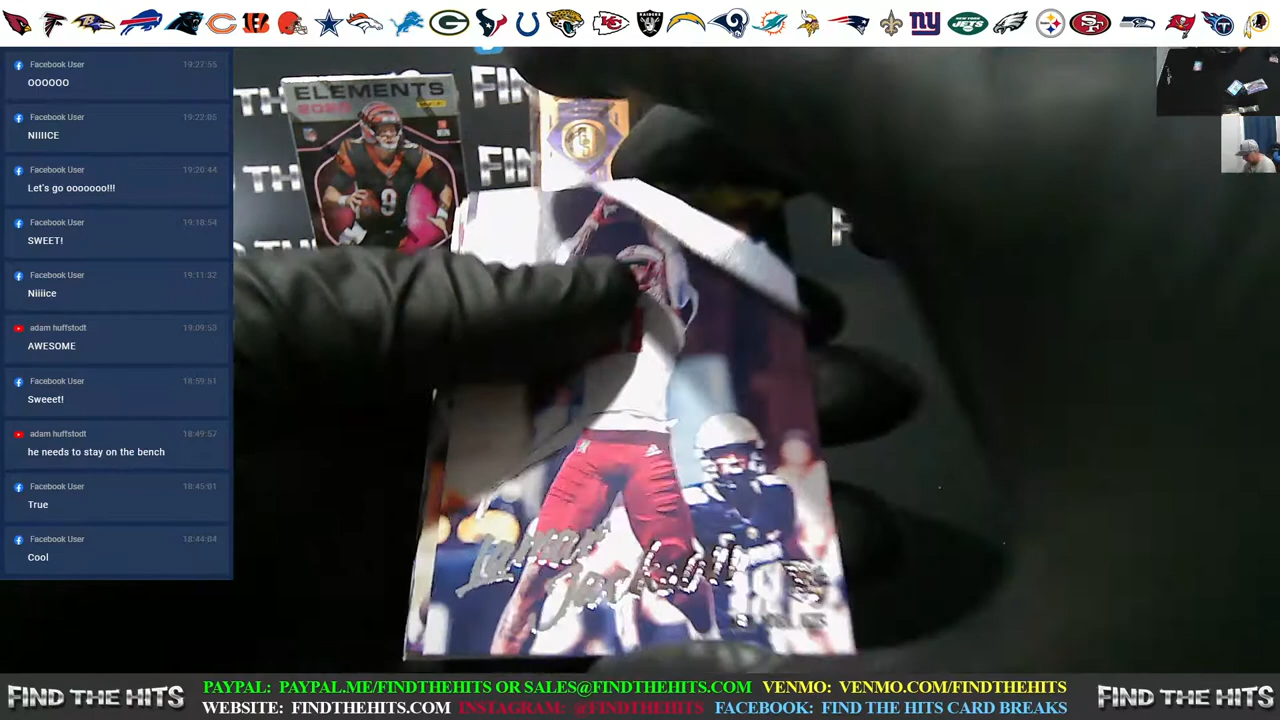 Facebook User 19:27:55
oooooo
Facebook User 19:22:05
NIIIICE
Facebook User 19:20:44
Let's go ooooooo!!!
Facebook User 19:18:54
SWEET!
Facebook User 19:11:32
Niiiice
adam huffstodt 19:09:53
AWESOME
Facebook User 18:59:51
Sweeet!
adam huffstodt 18:49:57
he needs to stay on the bench
Facebook User 18:45:01
True
Facebook User 18:44:04
Cool
ELEMENTS
9
Lamar
Jackson
FIND THE HITS
PAYPAL: PAYPAL.ME/FINDTHEHITS OR SALES@FINDTHEHITS.COM VENMO: VENMO.COM/FINDTHEHITS
WEBSITE: FINDTHEHITS.COM INSTAGRAM: @FINDTHEHITS FACEBOOK: FIND THE HITS CARD BREAKS
FIND THE HITS